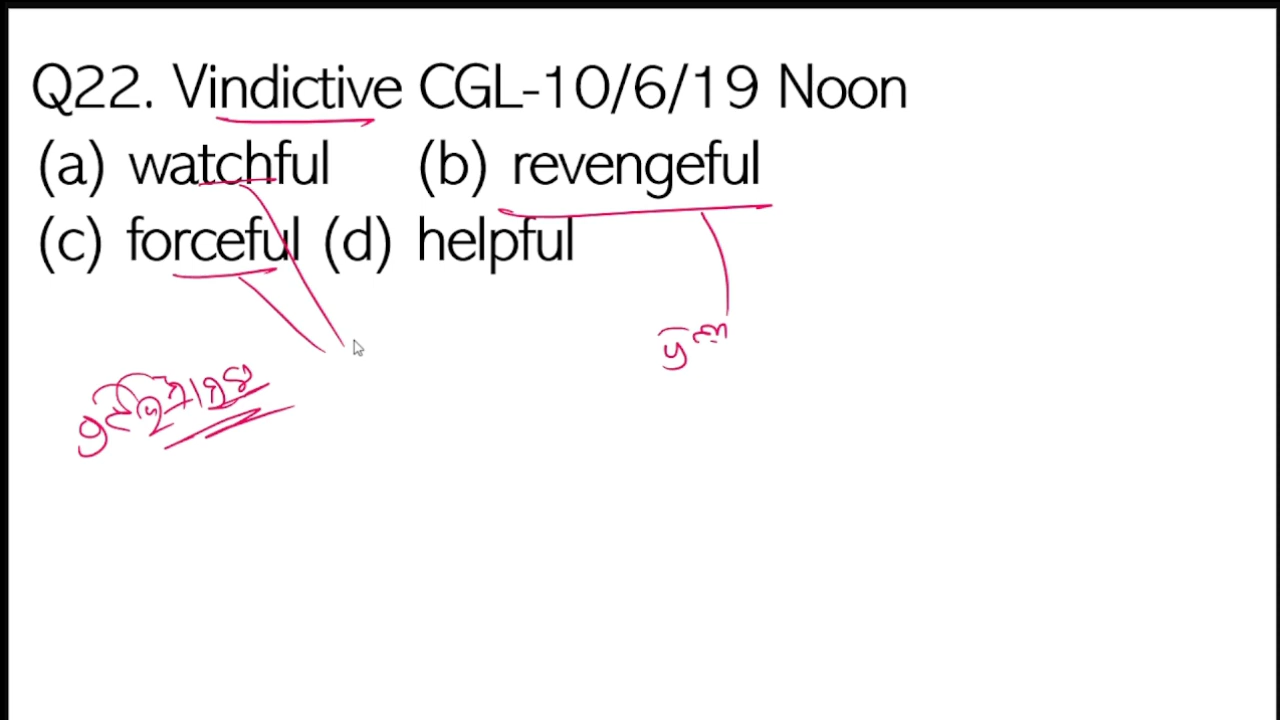 Q22. Vindictive CGL-10/6/19 Noon
(a) watchful (b) revengeful
(c) forceful (d) helpful